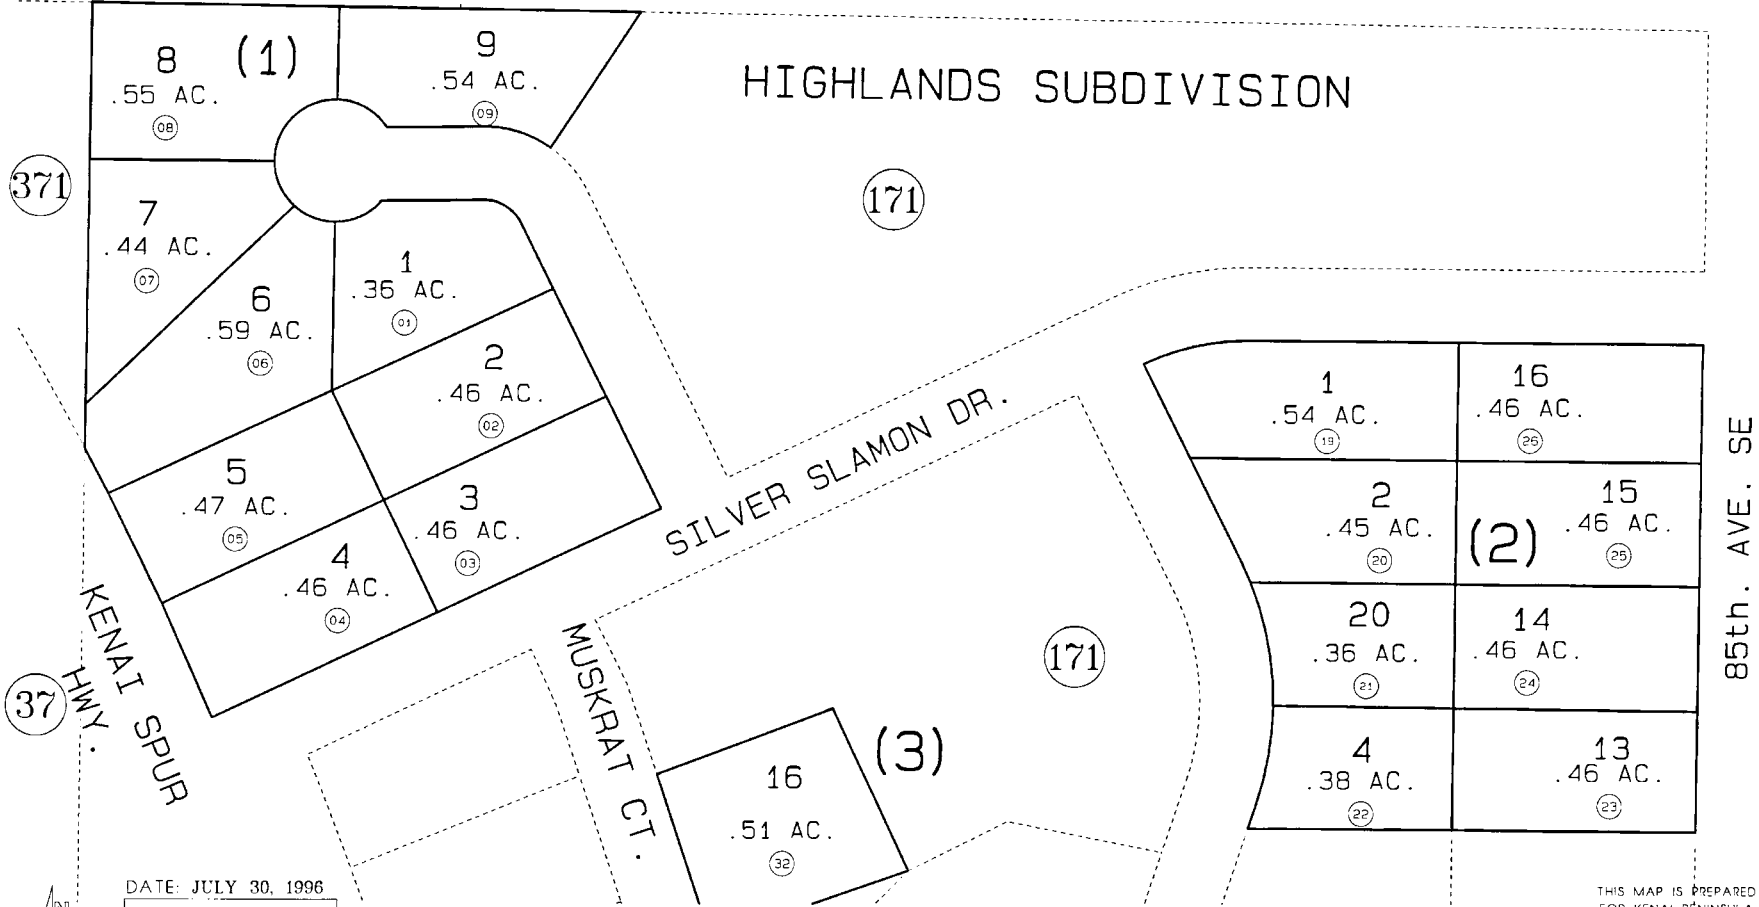 HIGHLANDS SUBDIVISION
(1)
8
.55 AC.
08
9
.54 AC.
09
371
7
.44 AC.
07
6
.59 AC.
06
1
.36 AC.
01
2
.46 AC.
02
5
.47 AC.
05
3
.46 AC.
03
4
.46 AC.
04
171
SILVER SLAMON DR.
KENAI SPUR
HWY.
37
MUSKRAT CT.
171
(3)
16
.51 AC.
32
1
.54 AC.
19
16
.46 AC.
26
2
.45 AC.
20
(2)
15
.46 AC.
25
20
.36 AC.
21
14
.46 AC.
24
4
.38 AC.
22
13
.46 AC.
23
85th. AVE. SE
DATE: JULY 30, 1996
THIS MAP IS PREPARED
FOR KENAI PENINSULA